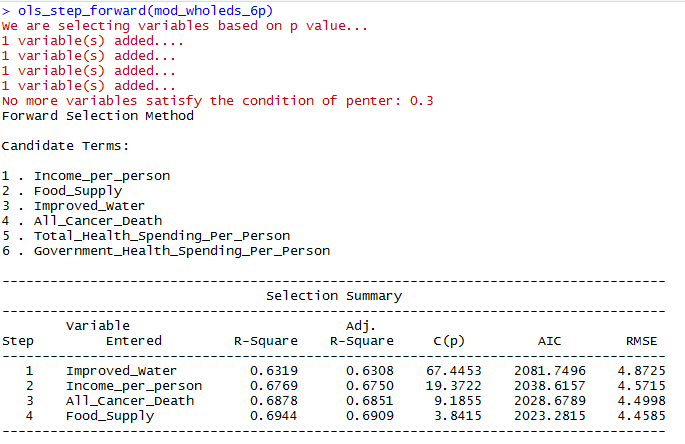 > ols_step_forward(mod_wholeds_6p)
We are selecting variables based on p value...
1 variable(s) added....
1 variable(s) added...
1 variable(s) added...
1 variable(s) added...
No more variables satisfy the condition of penter: 0.3
Forward Selection Method

Candidate Terms:

1 . Income_per_person
2 . Food_Supply
3 . Improved_Water
4 . All_Cancer_Death
5 . Total_Health_Spending_Per_Person
6 . Government_Health_Spending_Per_Person

------------------------------------------------------------------------------------
Selection Summary
------------------------------------------------------------------------------------
Variable Adj.
Step Entered R-Square R-Square C(p) AIC RMSE
------------------------------------------------------------------------------------
1 Improved_Water 0.6319 0.6308 67.4453 2081.7496 4.8725
2 Income_per_person 0.6769 0.6750 19.3722 2038.6157 4.5715
3 All_Cancer_Death 0.6878 0.6851 9.1855 2028.6789 4.4998
4 Food_Supply 0.6944 0.6909 3.8415 2023.2815 4.4585
------------------------------------------------------------------------------------